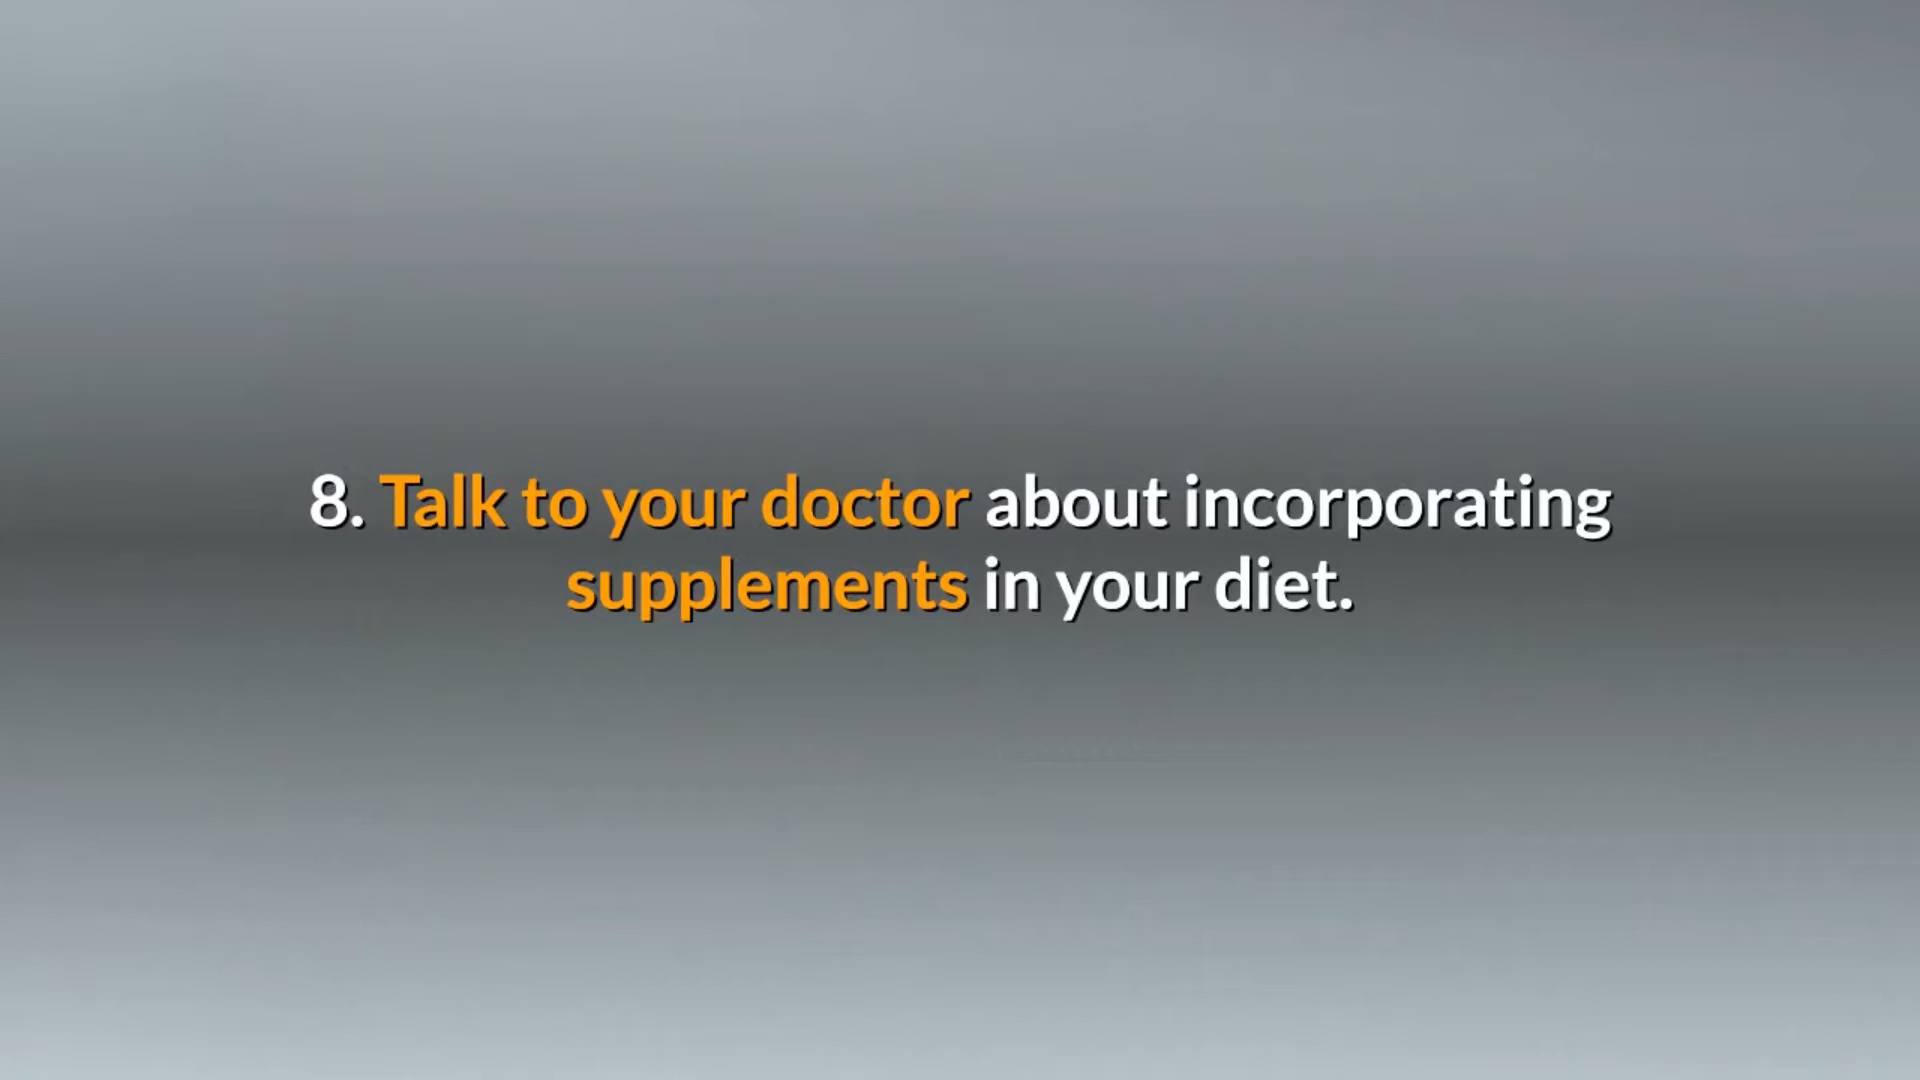 8. Talk to your doctor about incorporating
supplements in your diet.